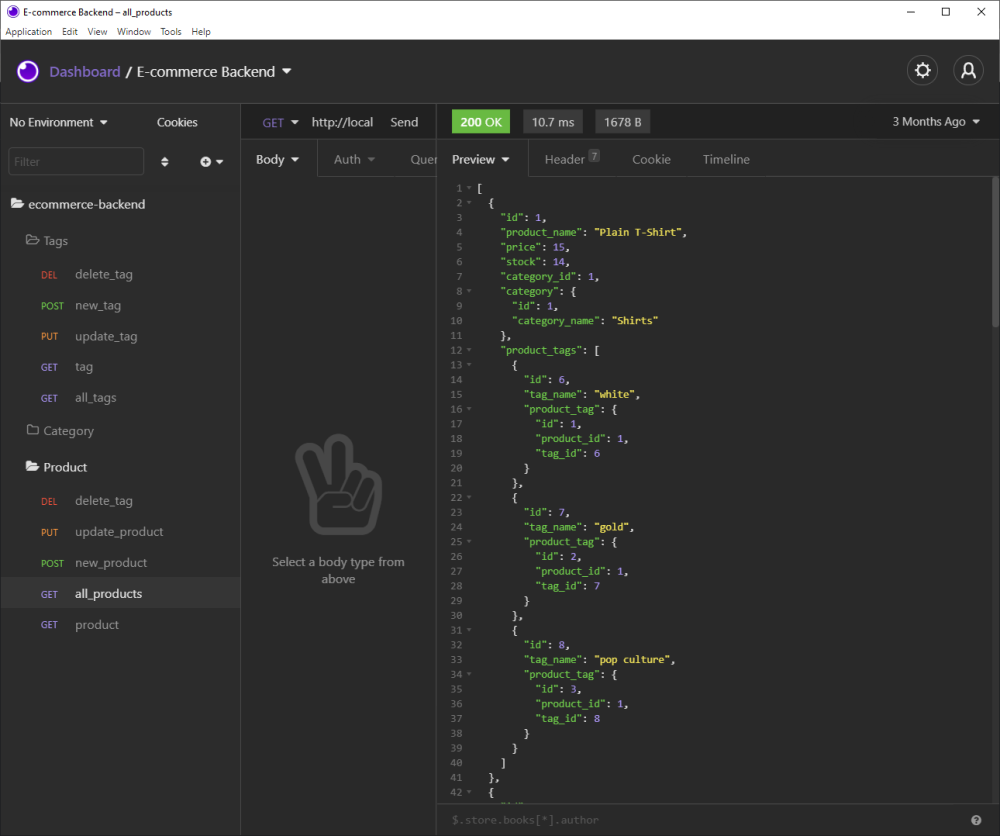 E-commerce Backend – all_products
Application Edit View Window Tools Help
Dashboard / E-commerce Backend
No Environment
Cookies
Filter
ecommerce-backend
Tags
DEL delete_tag
POST new_tag
PUT update_tag
GET tag
GET all_tags
Category
Product
DEL delete_tag
PUT update_product
POST new_product
GET all_products
GET product
GET http://local Send
Body Auth Quer
Select a body type from
above
200 OK 10.7 ms 1678 B 3 Months Ago
Preview Header 7 Cookie Timeline
1 [
2 {
3 "id": 1,
4 "product_name": "Plain T-Shirt",
5 "price": 15,
6 "stock": 14,
7 "category_id": 1,
8 "category": {
9 "id": 1,
10 "category_name": "Shirts"
11 },
12 "product_tags": [
13 {
14 "id": 6,
15 "tag_name": "white",
16 "product_tag": {
17 "id": 1,
18 "product_id": 1,
19 "tag_id": 6
20 }
21 },
22 {
23 "id": 7,
24 "tag_name": "gold",
25 "product_tag": {
26 "id": 2,
27 "product_id": 1,
28 "tag_id": 7
29 }
30 },
31 {
32 "id": 8,
33 "tag_name": "pop culture",
34 "product_tag": {
35 "id": 3,
36 "product_id": 1,
37 "tag_id": 8
38 }
39 }
40 ]
41 },
42 {
$.store.books[*].author